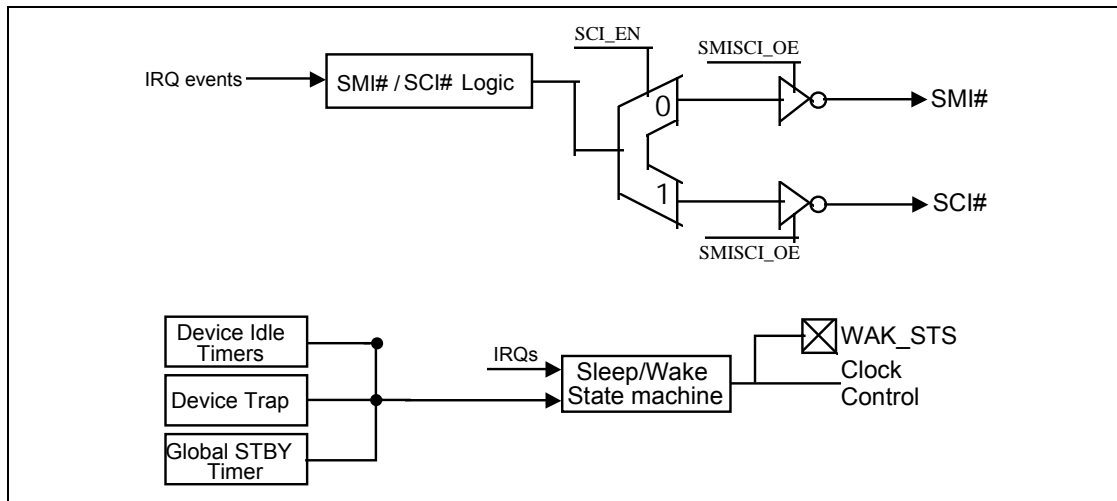 SCI_EN
SMISCI_OE
IRQ events
SMI# / SCI# Logic
0
SMI#
1
SCI#
SMISCI_OE
Device Idle
Timers
Device Trap
Global STBY
Timer
IRQs
Sleep/Wake
State machine
WAK_STS
Clock
Control